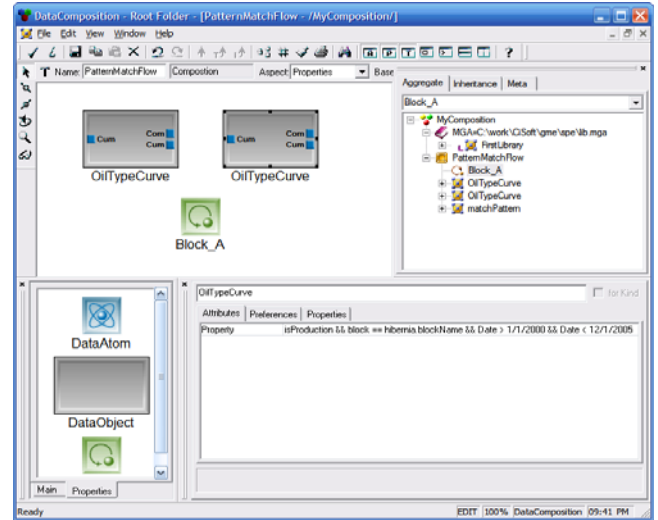 DataComposition - Root Folder - [PatternMatchFlow - /MyComposition/]
File Edit View Window Help
Name: PatternMatchFlow Composition Aspect: Properties Base
Aggregate Inheritance Meta
Block_A
MyComposition
MGA=C:\work\CiSoft\gme\spe\lib.mga
FirstLibrary
PatternMatchFlow
Block_A
OilTypeCurve
OilTypeCurve
matchPattern
Cum Com
Cum
OilTypeCurve
Cum Com
Cum
OilTypeCurve
Block_A
DataAtom
DataObject
Main Properties
OilTypeCurve for Kind
Attributes Preferences Properties
Property isProduction && block == hibernia.blockName && Date > 1/1/2000 && Date < 12/1/2005
Ready EDIT 100% DataComposition 09:41 PM